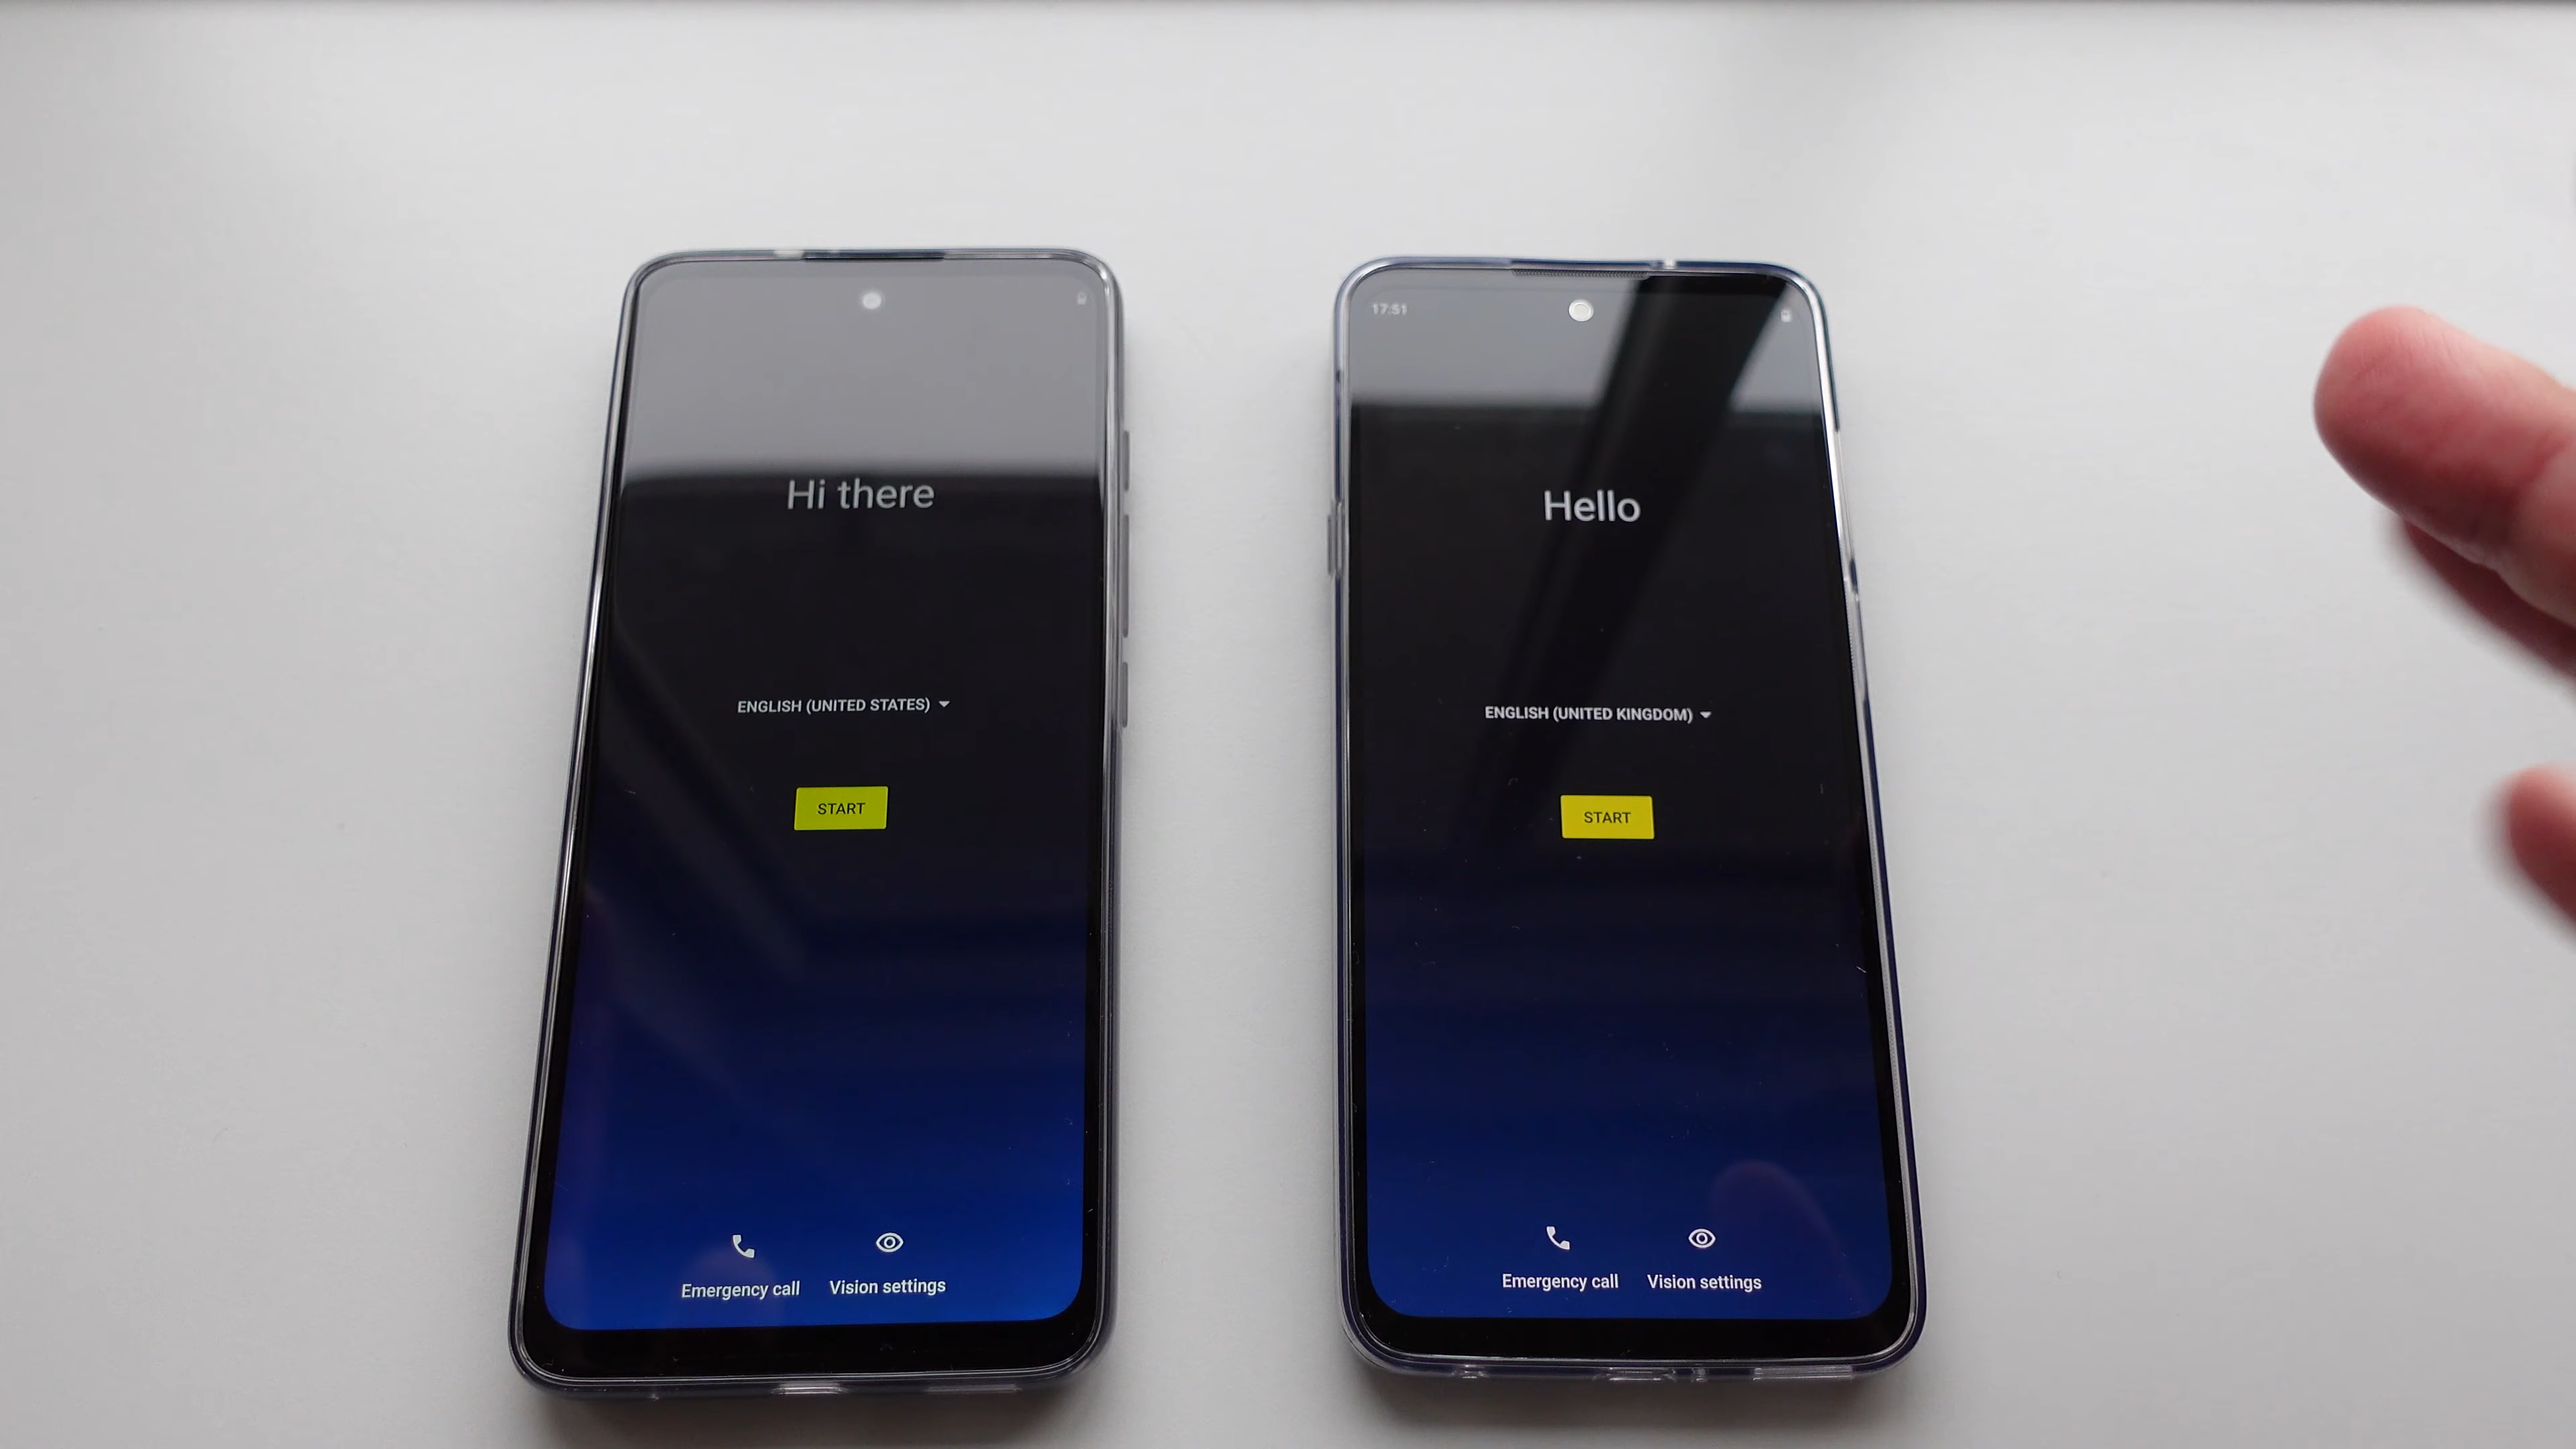 Hi there
ENGLISH (UNITED STATES)
START
Emergency call
Vision settings
17:51
Hello
ENGLISH (UNITED KINGDOM)
START
Emergency call
Vision settings